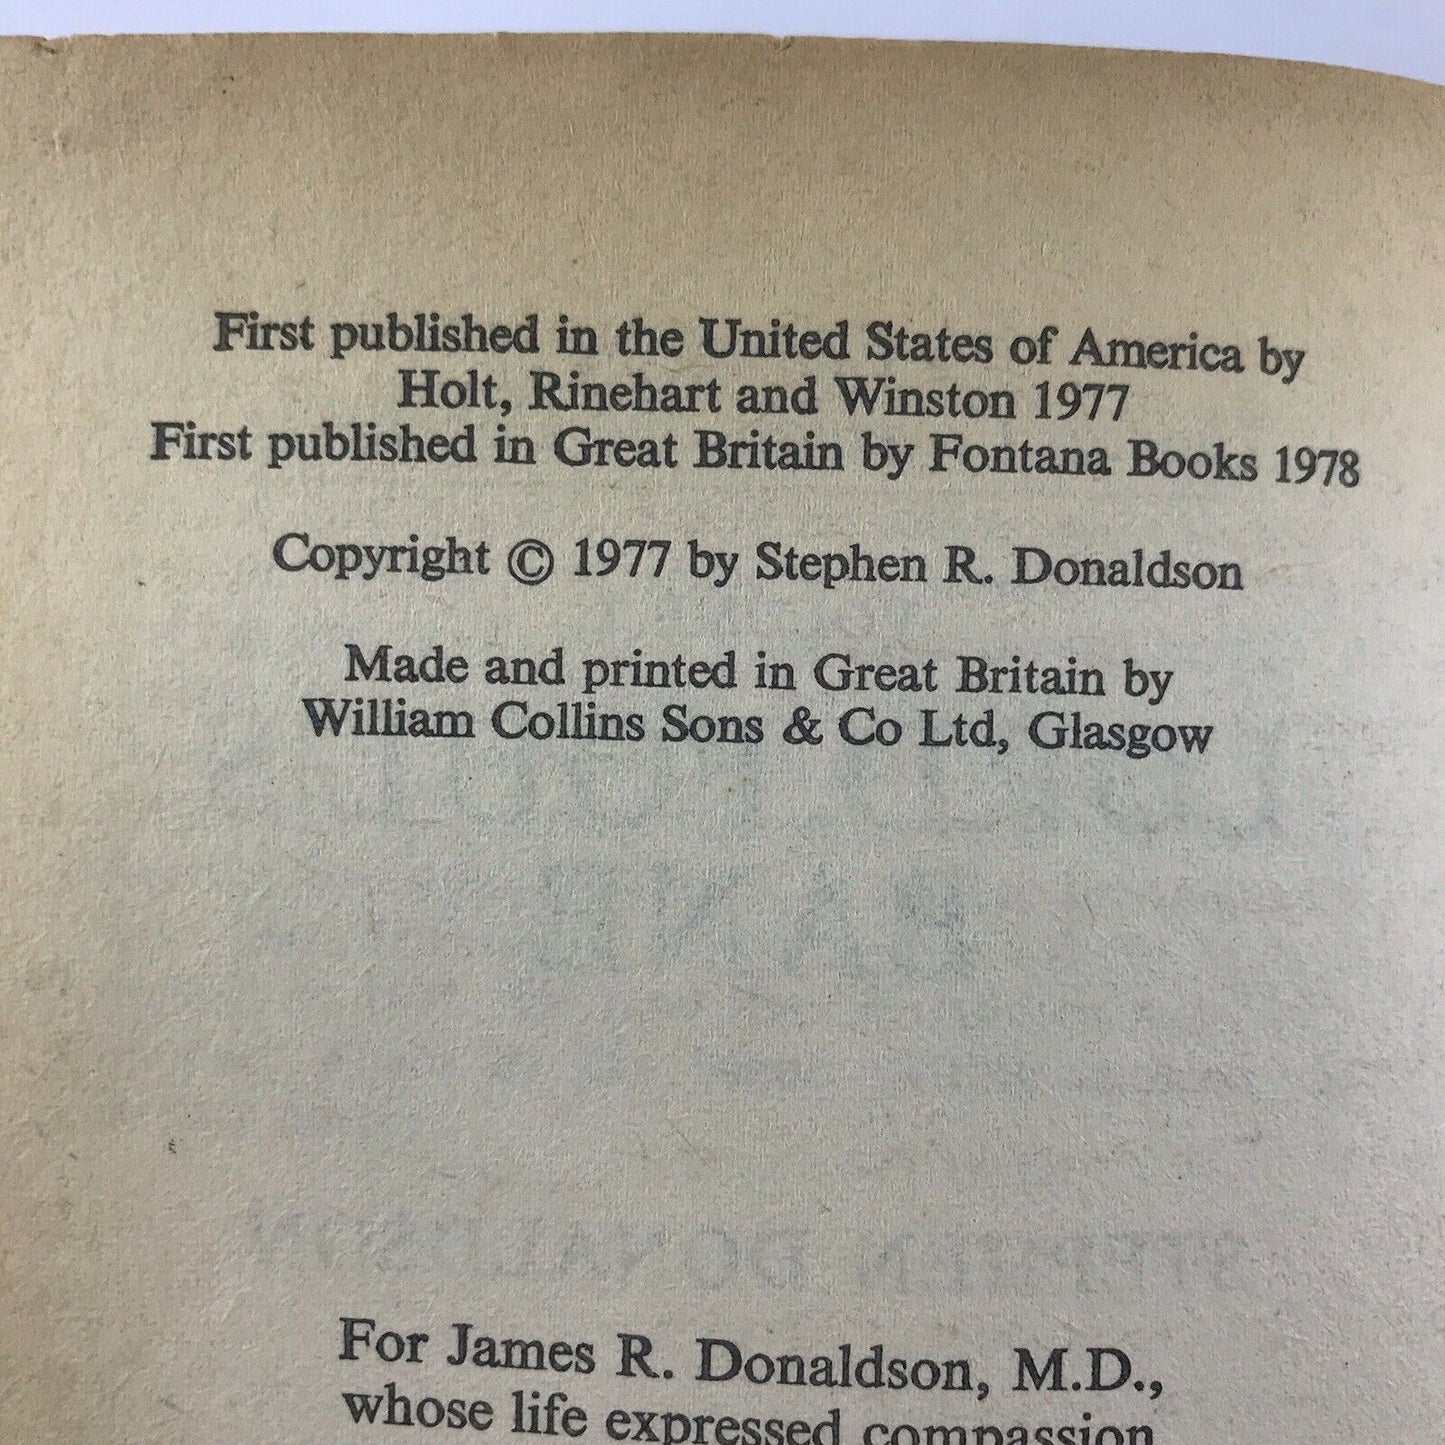 First published in the United States of America by
Holt, Rinehart and Winston 1977
First published in Great Britain by Fontana Books 1978
Copyright © 1977 by Stephen R. Donaldson
Made and printed in Great Britain by
William Collins Sons & Co Ltd, Glasgow
For James R. Donaldson, M.D.,
whose life expressed compassion